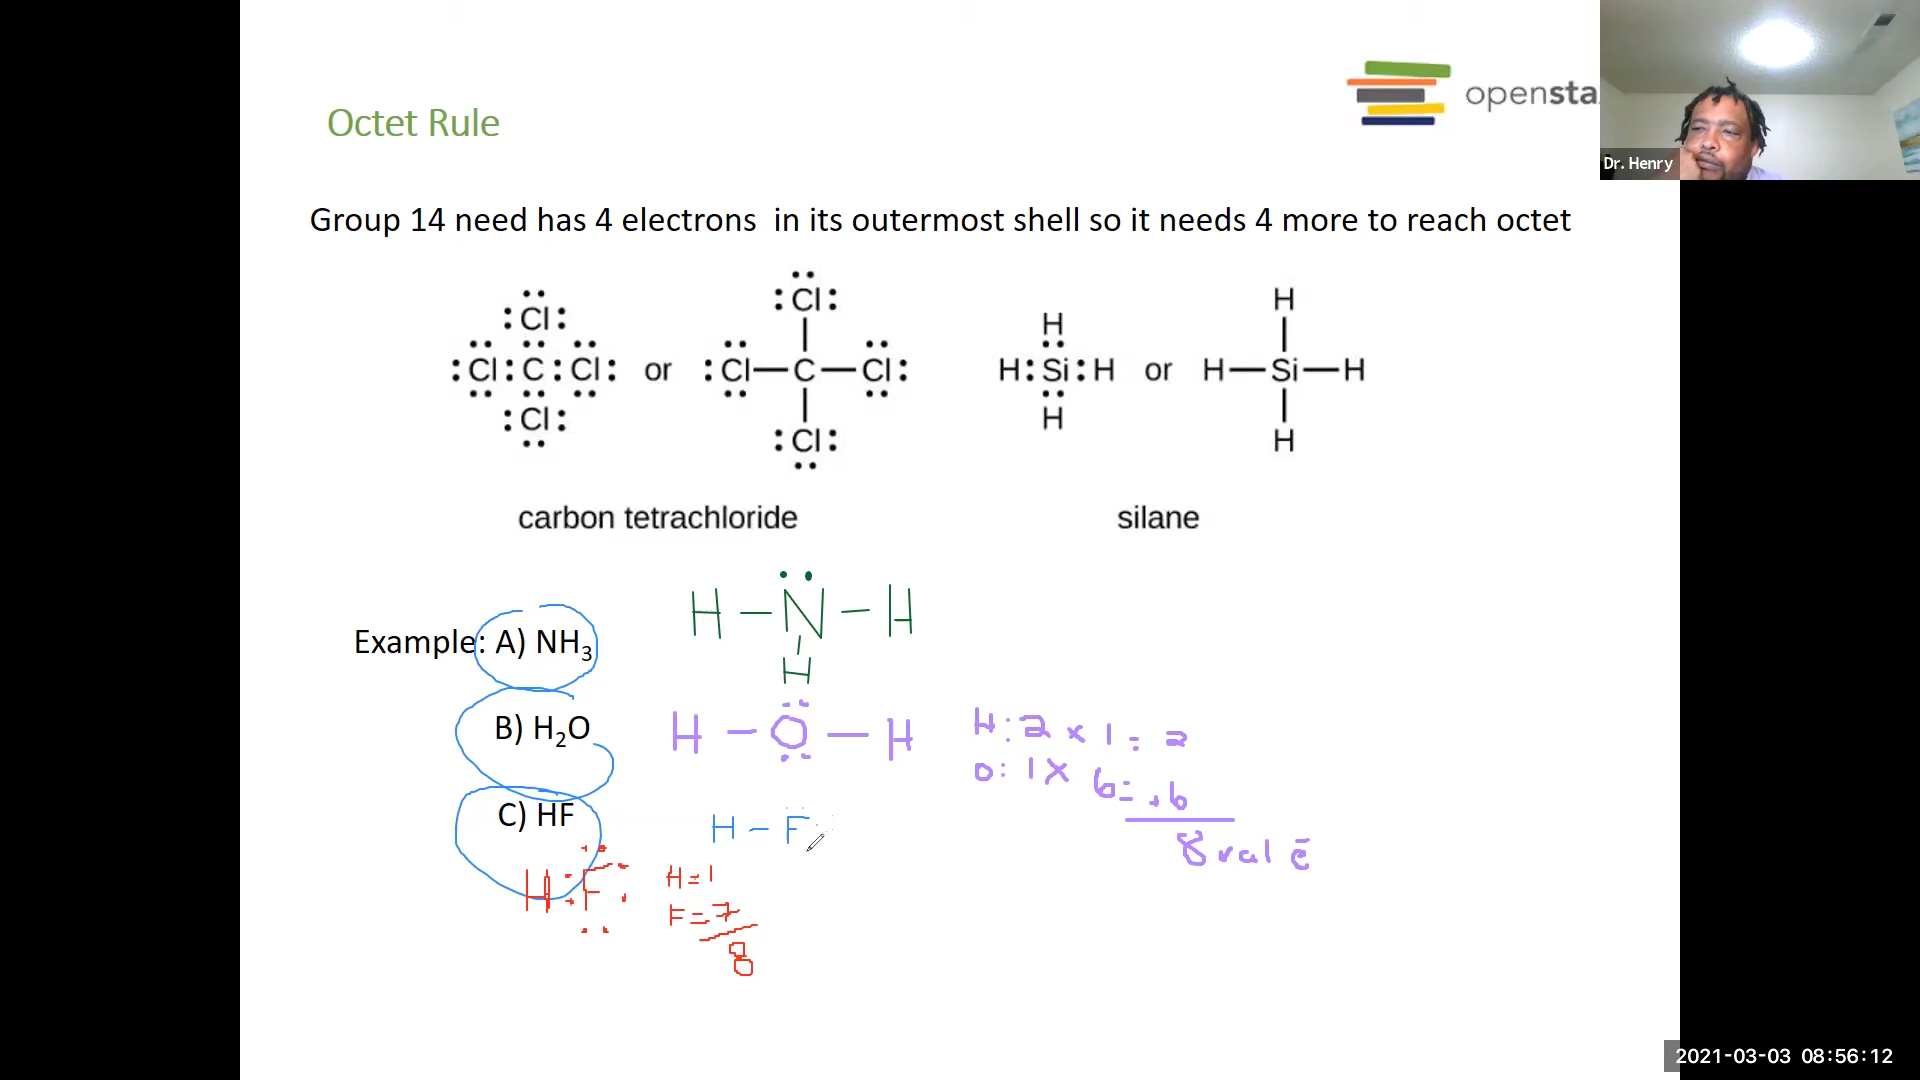 Octet Rule
opensta
Dr. Henry
Group 14 need has 4 electrons in its outermost shell so it needs 4 more to reach octet
:Cl:
:Cl:C:Cl:
:Cl:
or
:Cl:
:Cl—C—Cl:
:Cl:
H
H:Si:H
H
or
H
H—Si—H
H
carbon tetrachloride
silane
Example: A) NH₃
H – N – H
H
B) H₂O
H – O – H
H: 2 x 1 = 2
O: 1 x 6 = +6
8 val e
C) HF
H – F
H:F
H=1
F=7
8
2021-03-03 08:56:12